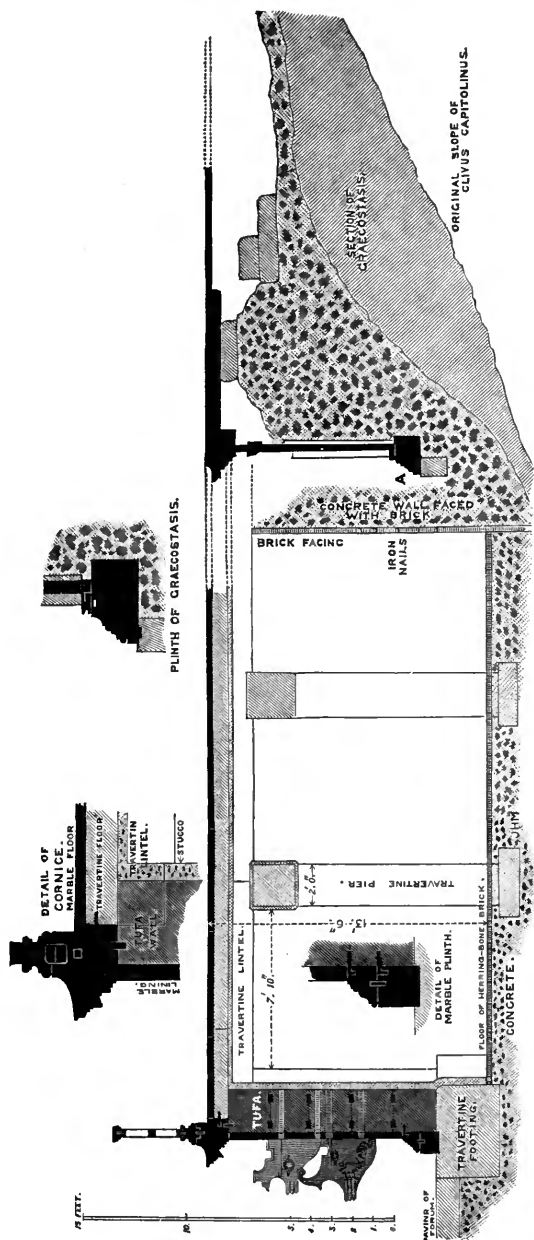 ORIGINAL SLOPE OF
CLIVUS CAPITOLINUS.
SECTION OF
GRAECOSTASIS.
A
CONCRETE WALL FACED
WITH BRICK
PLINTH OF GRAECOSTASIS.
BRICK FACING
IRON
NAILS
DETAIL OF
CORNICE.
MARBLE FLOOR
TRAVERTINE FLOOR
TRAVERTIN
LINTEL.
STUCCO
TUFA
WALL
MARBLE
LINING.
TRAVERTINE LINTEL.
2'.0"
TRAVERTINE PIER.
13'. 6"
7'. 10"
DETAIL OF
MARBLE PLINTH
FLOOR OF HERRING-BONE BRICK.
JHM
CONCRETE.
TUFA.
TRAVERTINE
FOOTING.
PAVING OF
FORUM.
15 FEET.
10.
5.
4.
3.
2
1.
0.